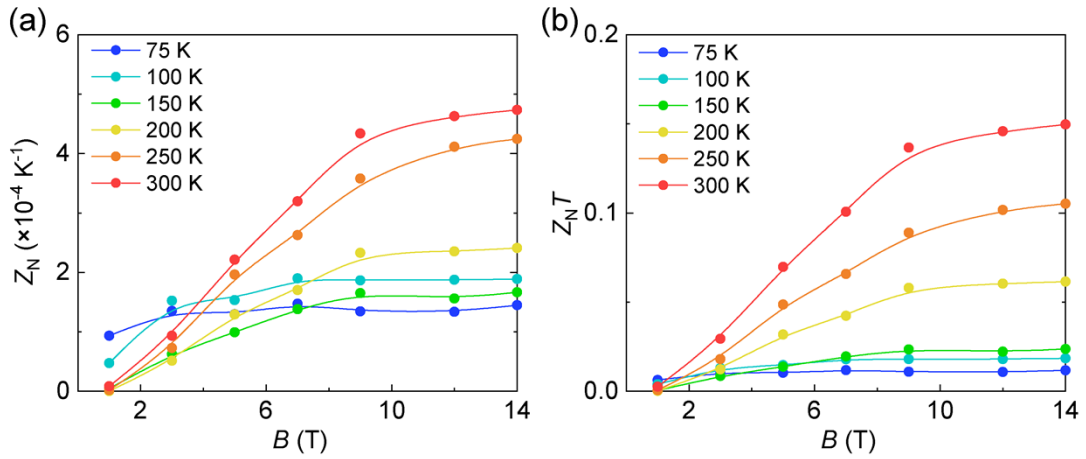 (a)
Z_N (×10^-4 K^-1)
6
4
2
0
75 K
100 K
150 K
200 K
250 K
300 K
2 6 10 14
B (T)
(b)
Z_N T
0.2
0.1
0.0
75 K
100 K
150 K
200 K
250 K
300 K
2 6 10 14
B (T)